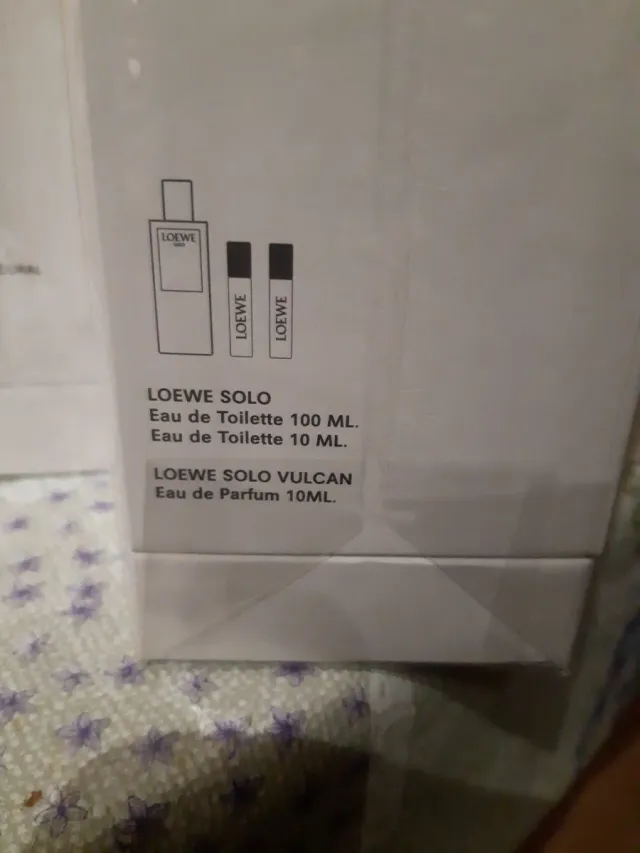 LOEWE
SOLO
LOEWE
LOEWE
LOEWE SOLO
Eau de Toilette 100 ML.
Eau de Toilette 10 ML.
LOEWE SOLO VULCAN
Eau de Parfum 10ML.